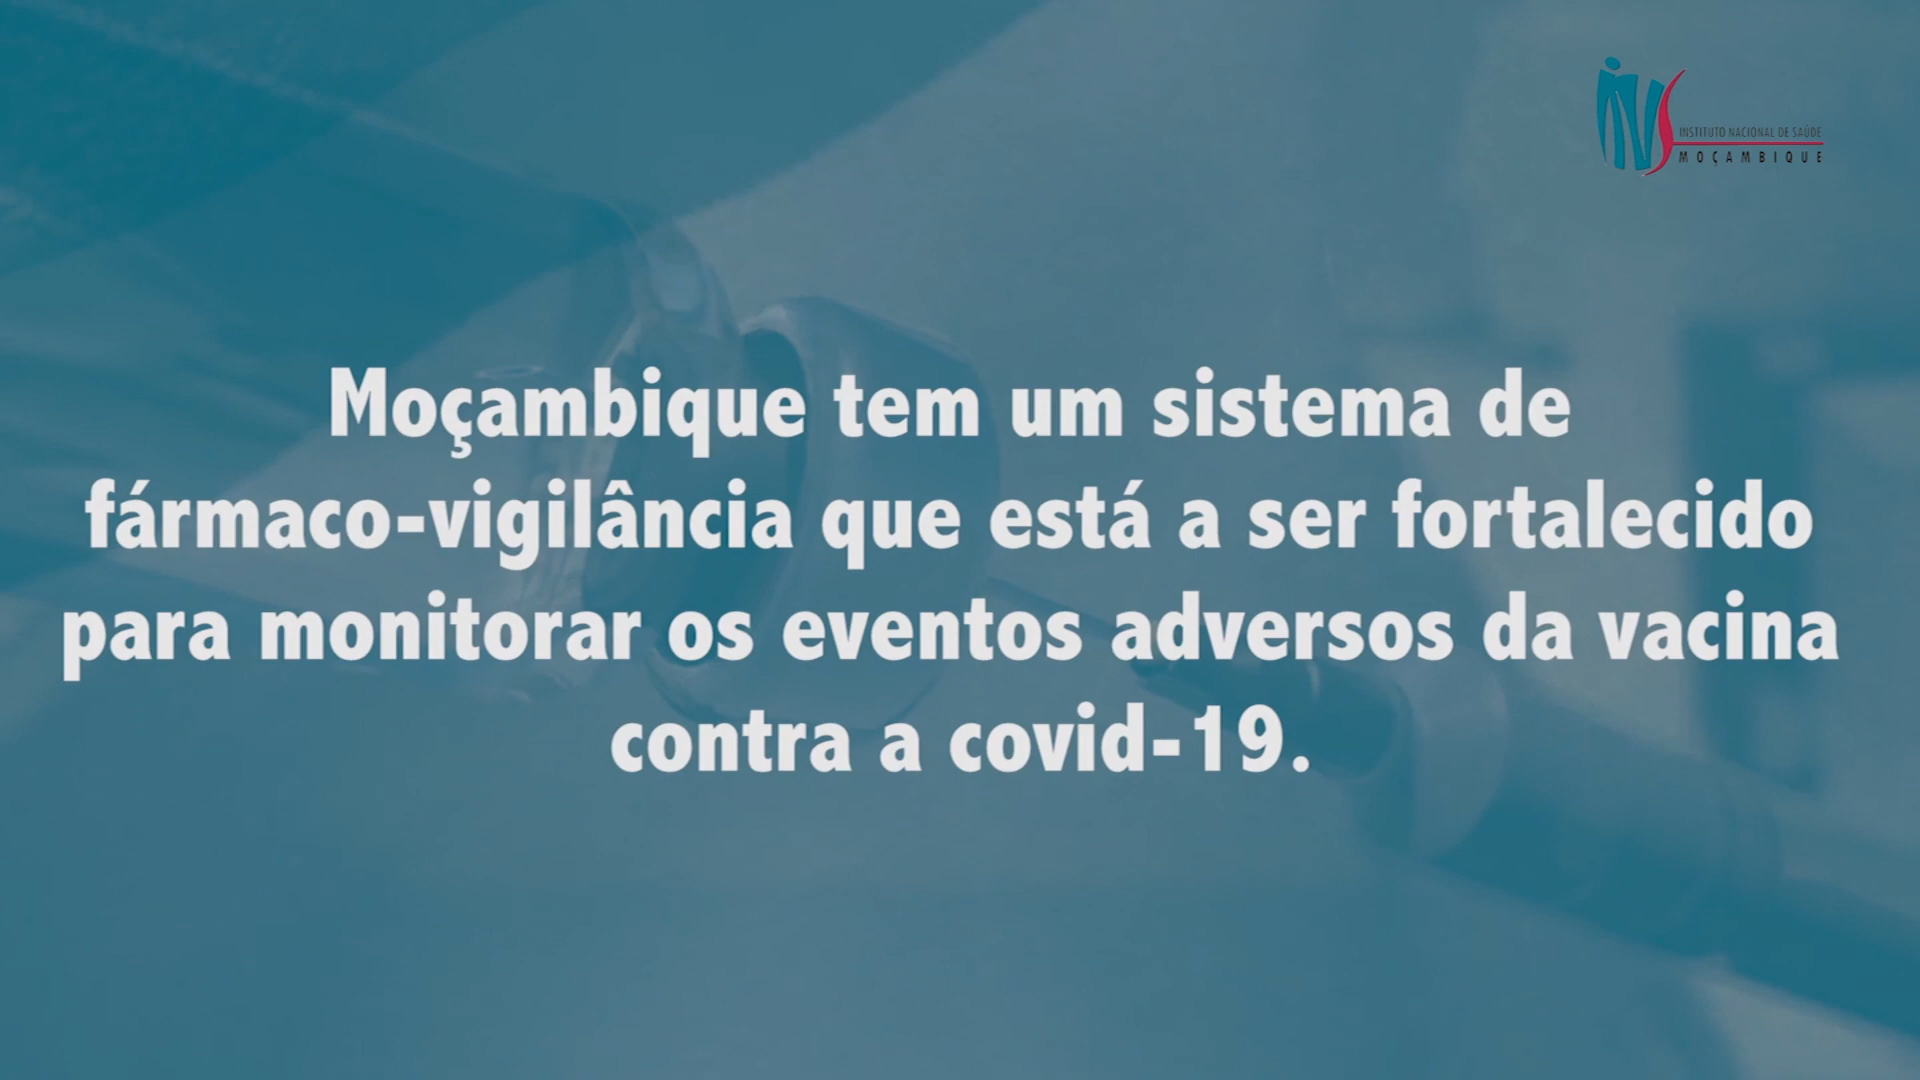 INS
INSTITUTO NACIONAL DE SAÚDE
MOÇAMBIQUE
Moçambique tem um sistema de
fármaco-vigilância que está a ser fortalecido
para monitorar os eventos adversos da vacina
contra a covid-19.